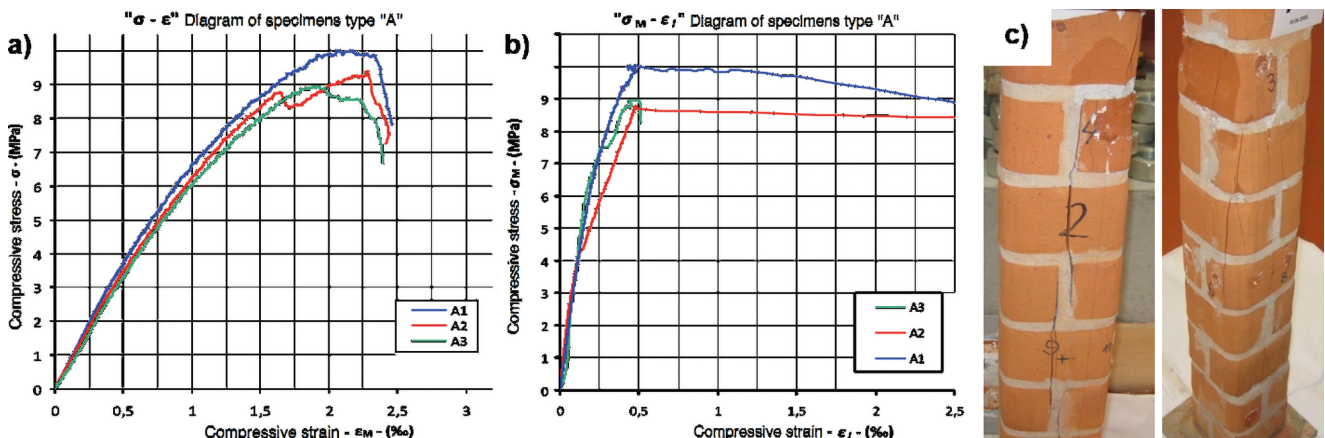 a)
"σ - ε" Diagram of specimens type "A"
Compressive stress - σ - (MPa)
9
8
7
6
5
4
3
2
1
0
0 0,5 1 1,5 2 2,5 3
Compressive strain - εM - (‰)
A1
A2
A3
b)
"σM - εl" Diagram of specimens type "A"
Compressive stress - σM - (MPa)
9
8
7
6
5
4
3
2
1
0
0 0,5 1 1,5 2 2,5
Compressive strain - εl - (‰)
A3
A2
A1
c)
4
2
9
+
3
8